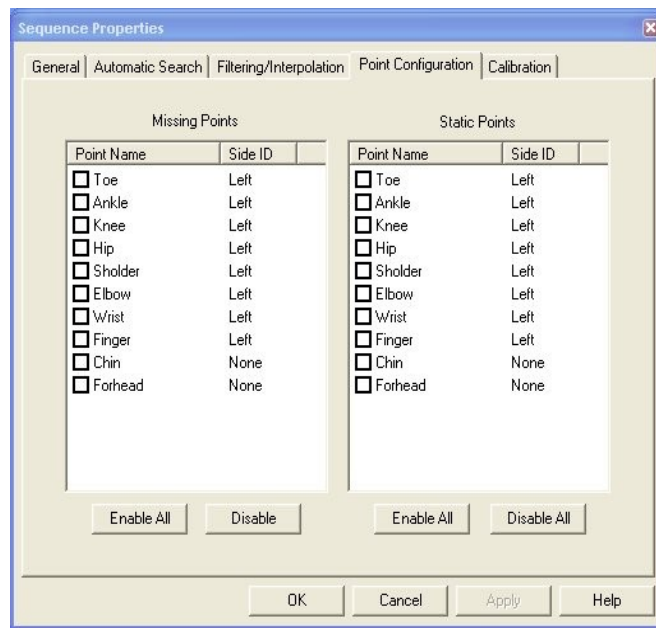 Sequence Properties
General Automatic Search Filtering/Interpolation Point Configuration Calibration
Missing Points Static Points
Point Name Side ID Point Name Side ID
Toe Left Toe Left
Ankle Left Ankle Left
Knee Left Knee Left
Hip Left Hip Left
Sholder Left Sholder Left
Elbow Left Elbow Left
Wrist Left Wrist Left
Finger Left Finger Left
Chin None Chin None
Forhead None Forhead None
Enable All Disable Enable All Disable All
OK Cancel Apply Help